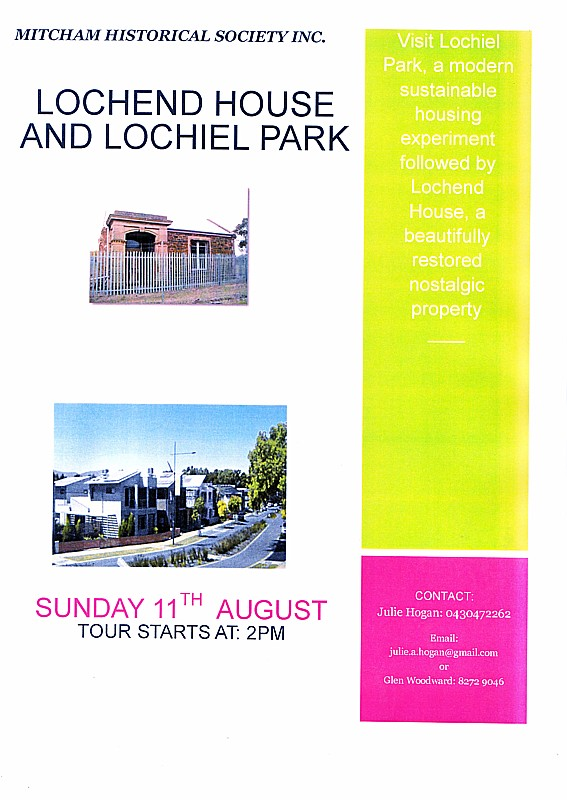 MITCHAM HISTORICAL SOCIETY INC.
LOCHEND HOUSE
AND LOCHIEL PARK
SUNDAY 11TH AUGUST
TOUR STARTS AT: 2PM
Visit Lochiel
Park, a modern
sustainable
housing
experiment
followed by
Lochend
House, a
beautifully
restored
nostalgic
property
CONTACT:
Julie Hogan: 0430472262
Email:
julie.a.hogan@gmail.com
or
Glen Woodward: 8272 9046